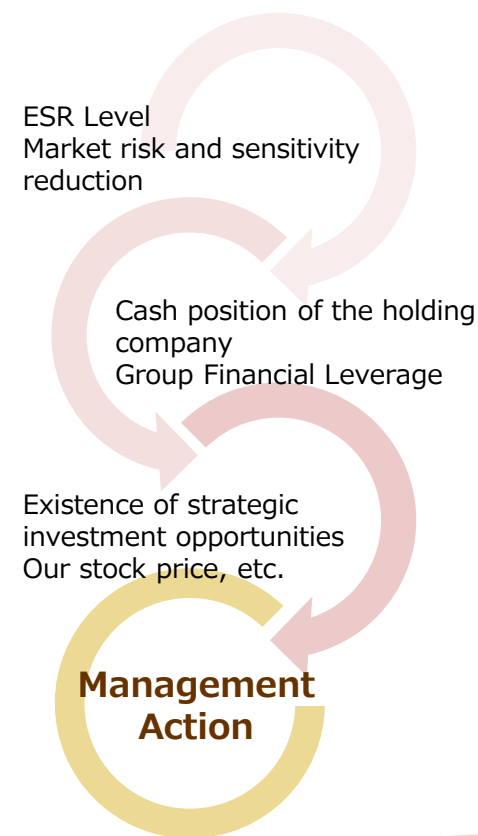 ESR Level
Market risk and sensitivity
reduction
Cash position of the holding
company
Group Financial Leverage
Existence of strategic
investment opportunities
Our stock price, etc.
Management
Action